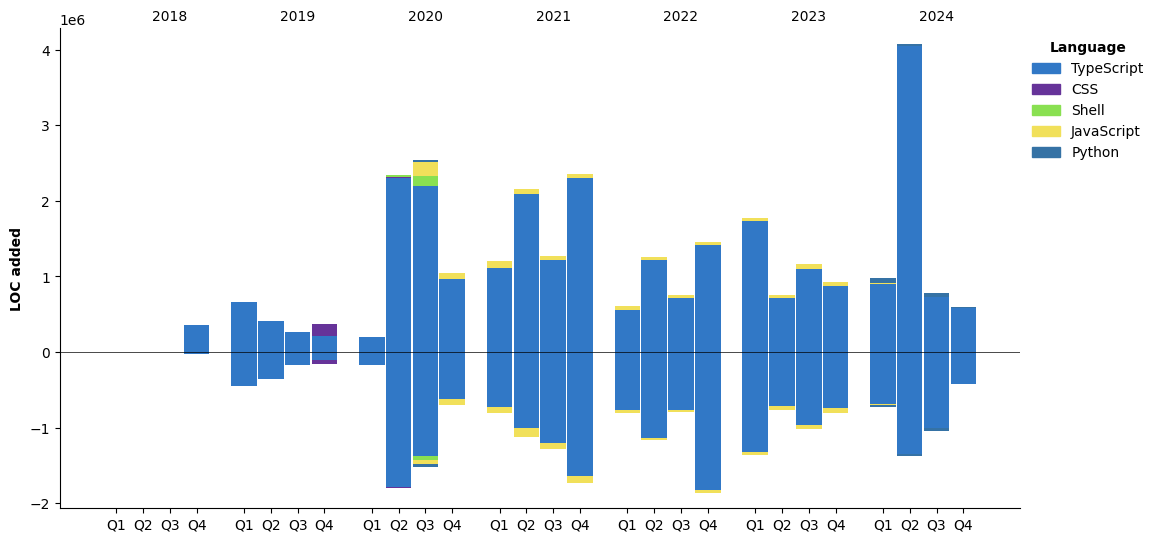 1e6
2018 2019 2020 2021 2022 2023 2024
Language
TypeScript
CSS
Shell
JavaScript
Python
LOC added
4
3
2
1
0
−1
−2
Q1 Q2 Q3 Q4 Q1 Q2 Q3 Q4 Q1 Q2 Q3 Q4 Q1 Q2 Q3 Q4 Q1 Q2 Q3 Q4 Q1 Q2 Q3 Q4 Q1 Q2 Q3 Q4